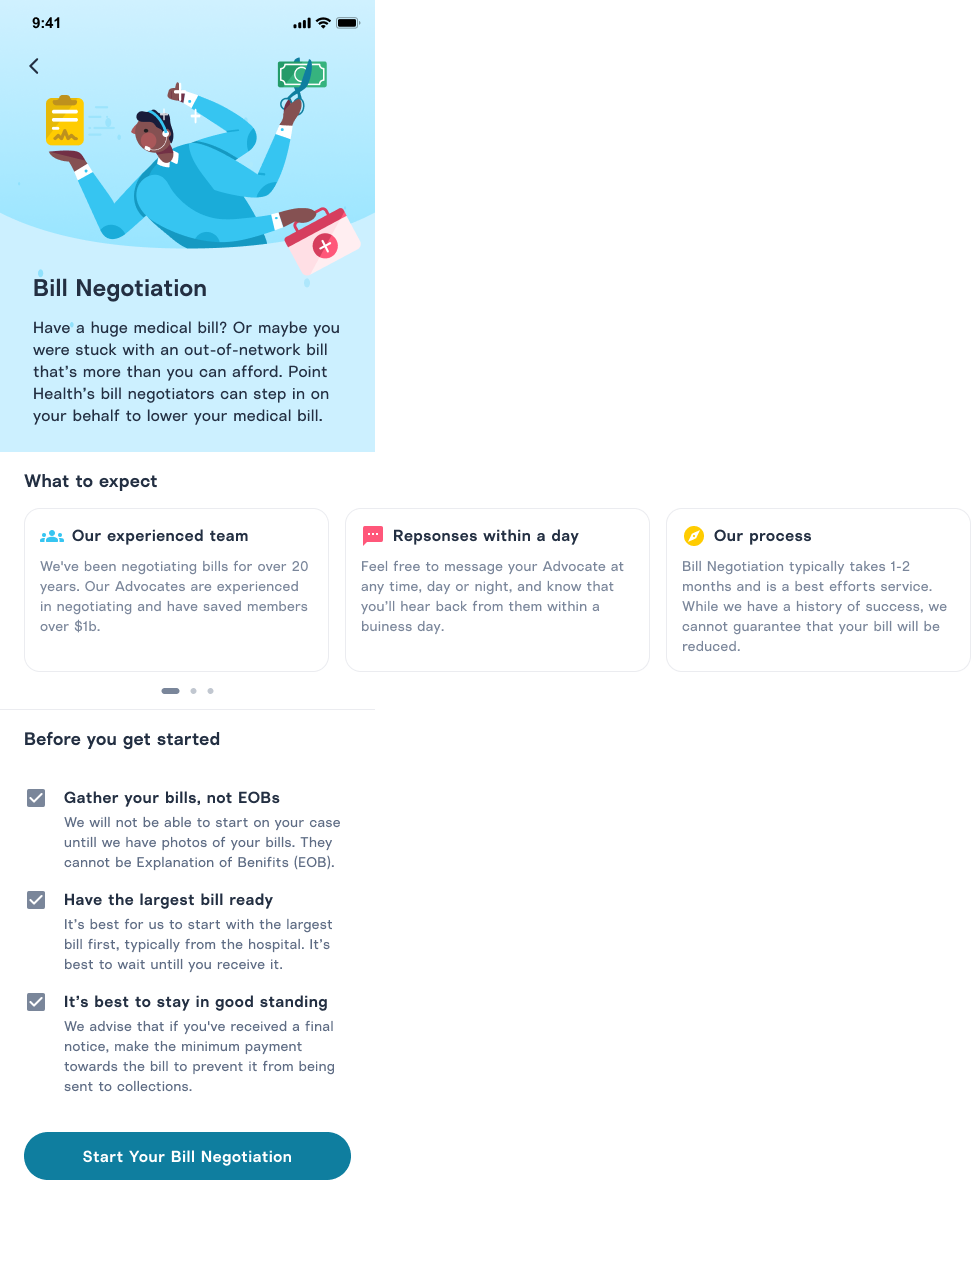 9:41
Bill Negotiation
Have a huge medical bill? Or maybe you
were stuck with an out-of-network bill
that's more than you can afford. Point
Health's bill negotiators can step in on
your behalf to lower your medical bill.
What to expect
Our experienced team
We've been negotiating bills for over 20
years. Our Advocates are experienced
in negotiating and have saved members
over $1b.
Repsonses within a day
Feel free to message your Advocate at
any time, day or night, and know that
you'll hear back from them within a
buiness day.
Our process
Bill Negotiation typically takes 1-2
months and is a best efforts service.
While we have a history of success, we
cannot guarantee that your bill will be
reduced.
Before you get started
Gather your bills, not EOBs
We will not be able to start on your case
untill we have photos of your bills. They
cannot be Explanation of Benifits (EOB).
Have the largest bill ready
It's best for us to start with the largest
bill first, typically from the hospital. It's
best to wait untill you receive it.
It's best to stay in good standing
We advise that if you've received a final
notice, make the minimum payment
towards the bill to prevent it from being
sent to collections.
Start Your Bill Negotiation